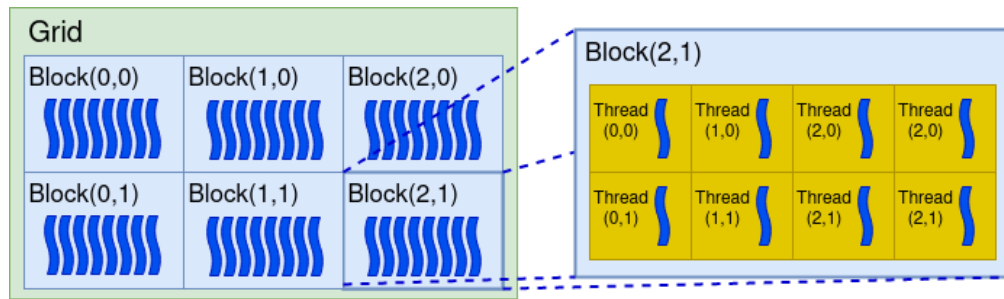 Grid
Block(0,0) Block(1,0) Block(2,0)
Block(0,1) Block(1,1) Block(2,1)
Block(2,1)
Thread Thread Thread Thread
(0,0) (1,0) (2,0) (2,0)
Thread Thread Thread Thread
(0,1) (1,1) (2,1) (2,1)